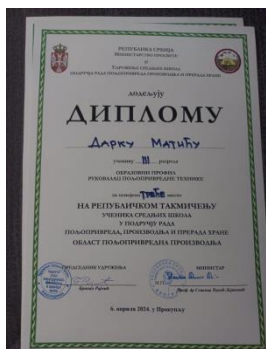 РЕПУБЛИКА СРБИЈА
МИНИСТАРСТВО ПРОСВЕТЕ
И
УДРУЖЕЊЕ СРЕДЊИХ ШКОЛА
ПОДРУЧЈА РАДА ПОЉОПРИВРЕДА, ПРОИЗВОДЊА И ПРЕРАДА ХРАНЕ
додељују
ДИПЛОМУ
ДАРКУ МАТИЋУ
ученику III разреда
ОБРАЗОВНИ ПРОФИЛ
РУКОВАЛАЦ ПОЉОПРИВРЕДНЕ ТЕХНИКЕ
за освојено треће место
НА РЕПУБЛИЧКОМ ТАКМИЧЕЊУ
УЧЕНИКА СРЕДЊИХ ШКОЛА
У ПОДРУЧЈУ РАДА
ПОЉОПРИВРЕДА, ПРОИЗВОДЊА И ПРЕРАДА ХРАНЕ
ОБЛАСТ ПОЉОПРИВРЕДНА ПРОИЗВОДЊА
ПРЕДСЕДНИК УДРУЖЕЊА
МИНИСТАР
6. априла 2024. у Прокупљу